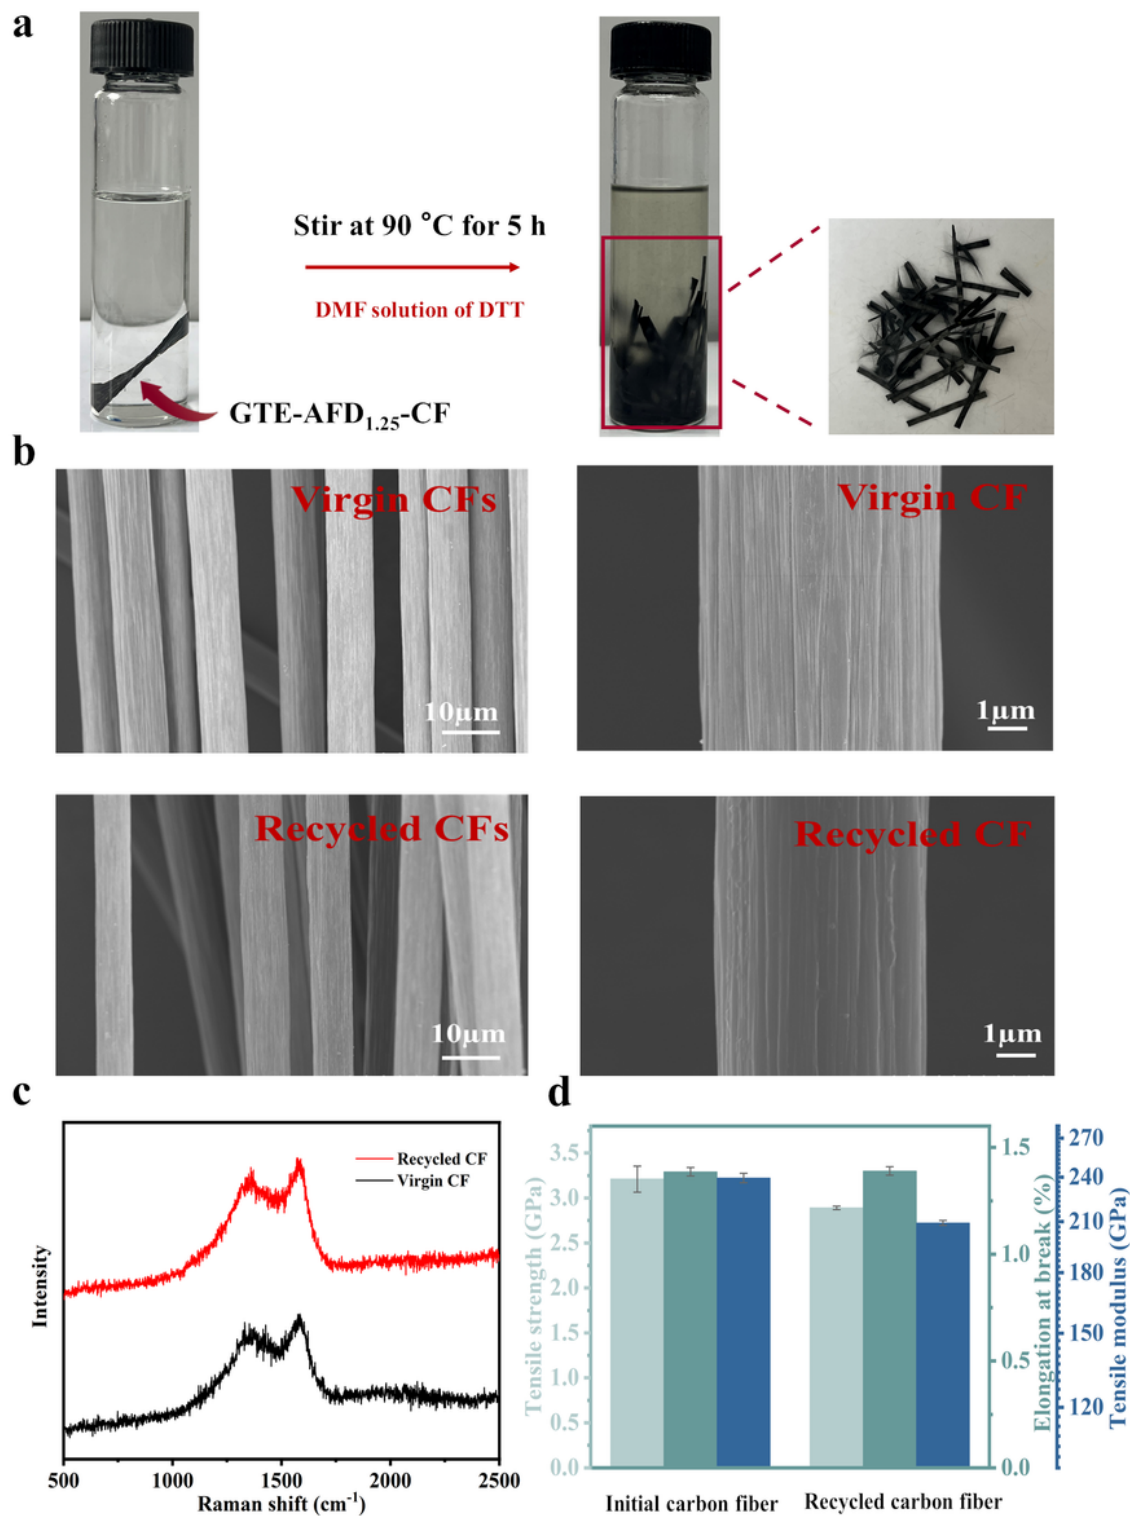 a
Stir at 90 °C for 5 h
DMF solution of DTT
GTE-AFD1.25-CF
b
Virgin CFs
10μm
Virgin CF
1μm
Recycled CFs
10μm
Recycled CF
1μm
c
Intensity
Recycled CF
Virgin CF
500
1000
1500
2000
2500
Raman shift (cm-1)
d
Tensile strength (GPa)
3.5
3.0
2.5
2.0
1.5
1.0
0.5
0.0
Elongation at break (%)
1.5
1.0
0.5
0.0
Tensile modulus (GPa)
270
240
210
180
150
120
Initial carbon fiber
Recycled carbon fiber